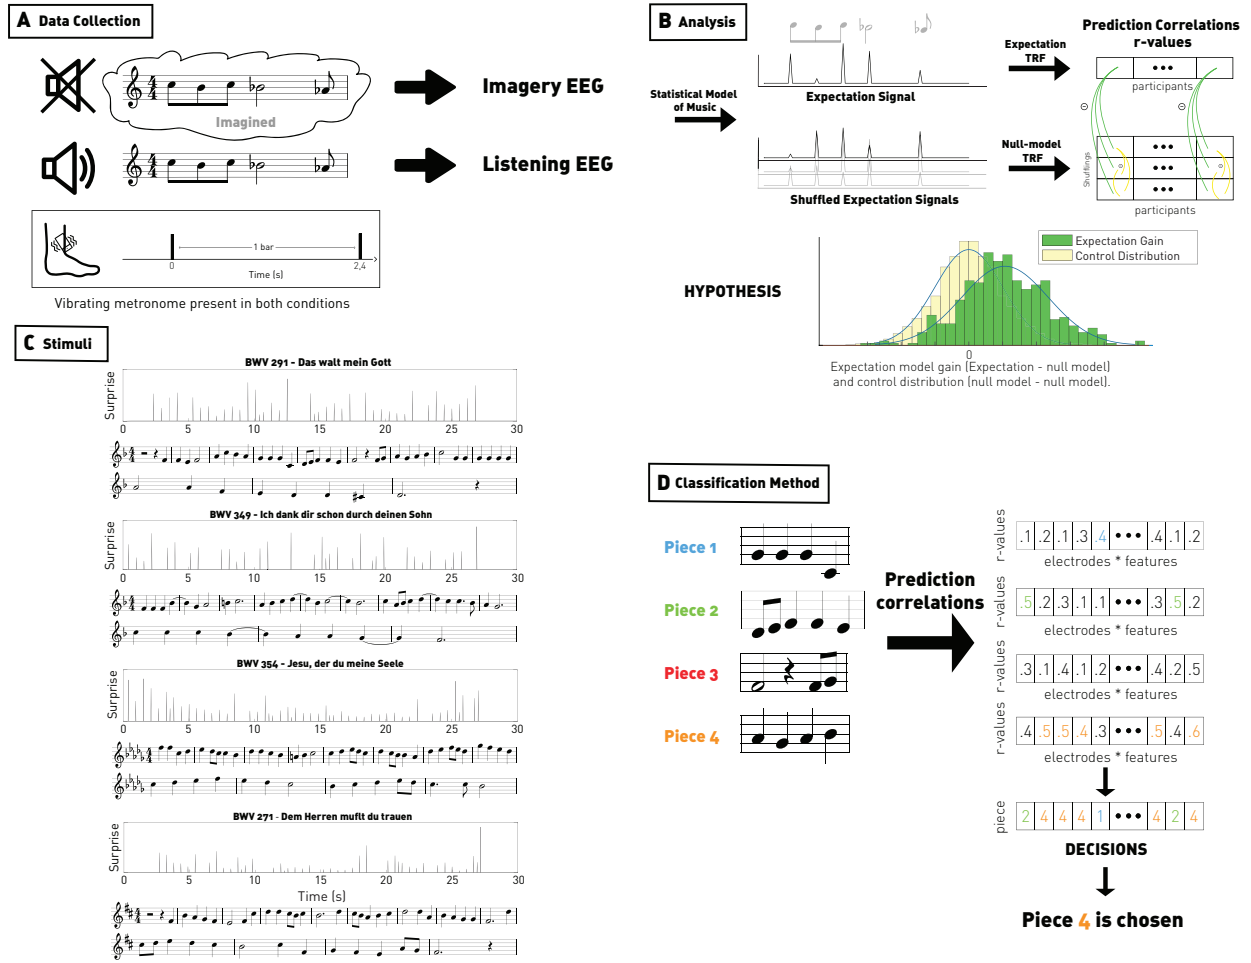 A Data Collection
Imagined
Imagery EEG
Listening EEG
1 bar
0
2,4
Time (s)
Vibrating metronome present in both conditions
B Analysis
Statistical Model
of Music
Expectation Signal
Shuffled Expectation Signals
Expectation
TRF
Null-model
TRF
Prediction Correlations
r-values
participants
Shufflings
participants
HYPOTHESIS
Expectation Gain
Control Distribution
0
Expectation model gain (Expectation - null model)
and control distribution (null model - null model).
C Stimuli
BWV 291 - Das walt mein Gott
Surprise
0 5 10 15 20 25 30
BWV 349 - Ich dank dir schon durch deinen Sohn
Surprise
0 5 10 15 20 25 30
BWV 354 - Jesu, der du meine Seele
Surprise
0 5 10 15 20 25 30
BWV 271 - Dem Herren mußt du trauen
Surprise
0 5 10 15 20 25 30
Time (s)
D Classification Method
Piece 1
Piece 2
Piece 3
Piece 4
Prediction
correlations
r-values
.1 .2 .1 .3 .4 ••• .4 .1 .2
electrodes * features
r-values
.5 .2 .3 .1 .1 ••• .3 .5 .2
electrodes * features
r-values
.3 .1 .4 .1 .2 ••• .4 .2 .5
electrodes * features
r-values
.4 .5 .5 .4 .3 ••• .5 .4 .6
electrodes * features
piece
2 4 4 4 1 ••• 4 2 4
DECISIONS
Piece 4 is chosen